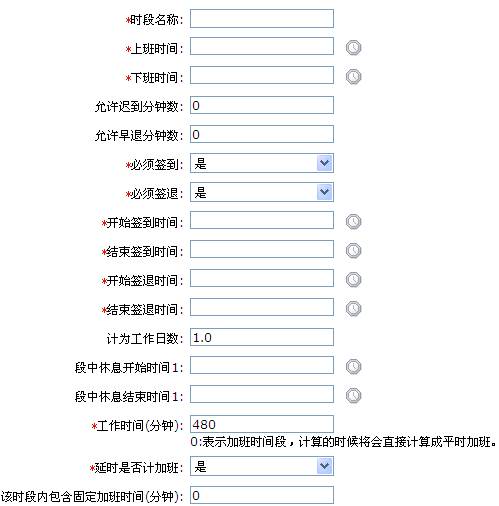 *时段名称:
*上班时间:
*下班时间:
允许迟到分钟数: 0
允许早退分钟数: 0
*必须签到: 是
*必须签退: 是
*开始签到时间:
*结束签到时间:
*开始签退时间:
*结束签退时间:
计为工作日数: 1.0
段中休息开始时间1:
段中休息结束时间1:
*工作时间(分钟): 480
0:表示加班时间段，计算的时候将会直接计算成平时加班。
*延时是否计加班: 是
该时段内包含固定加班时间(分钟): 0